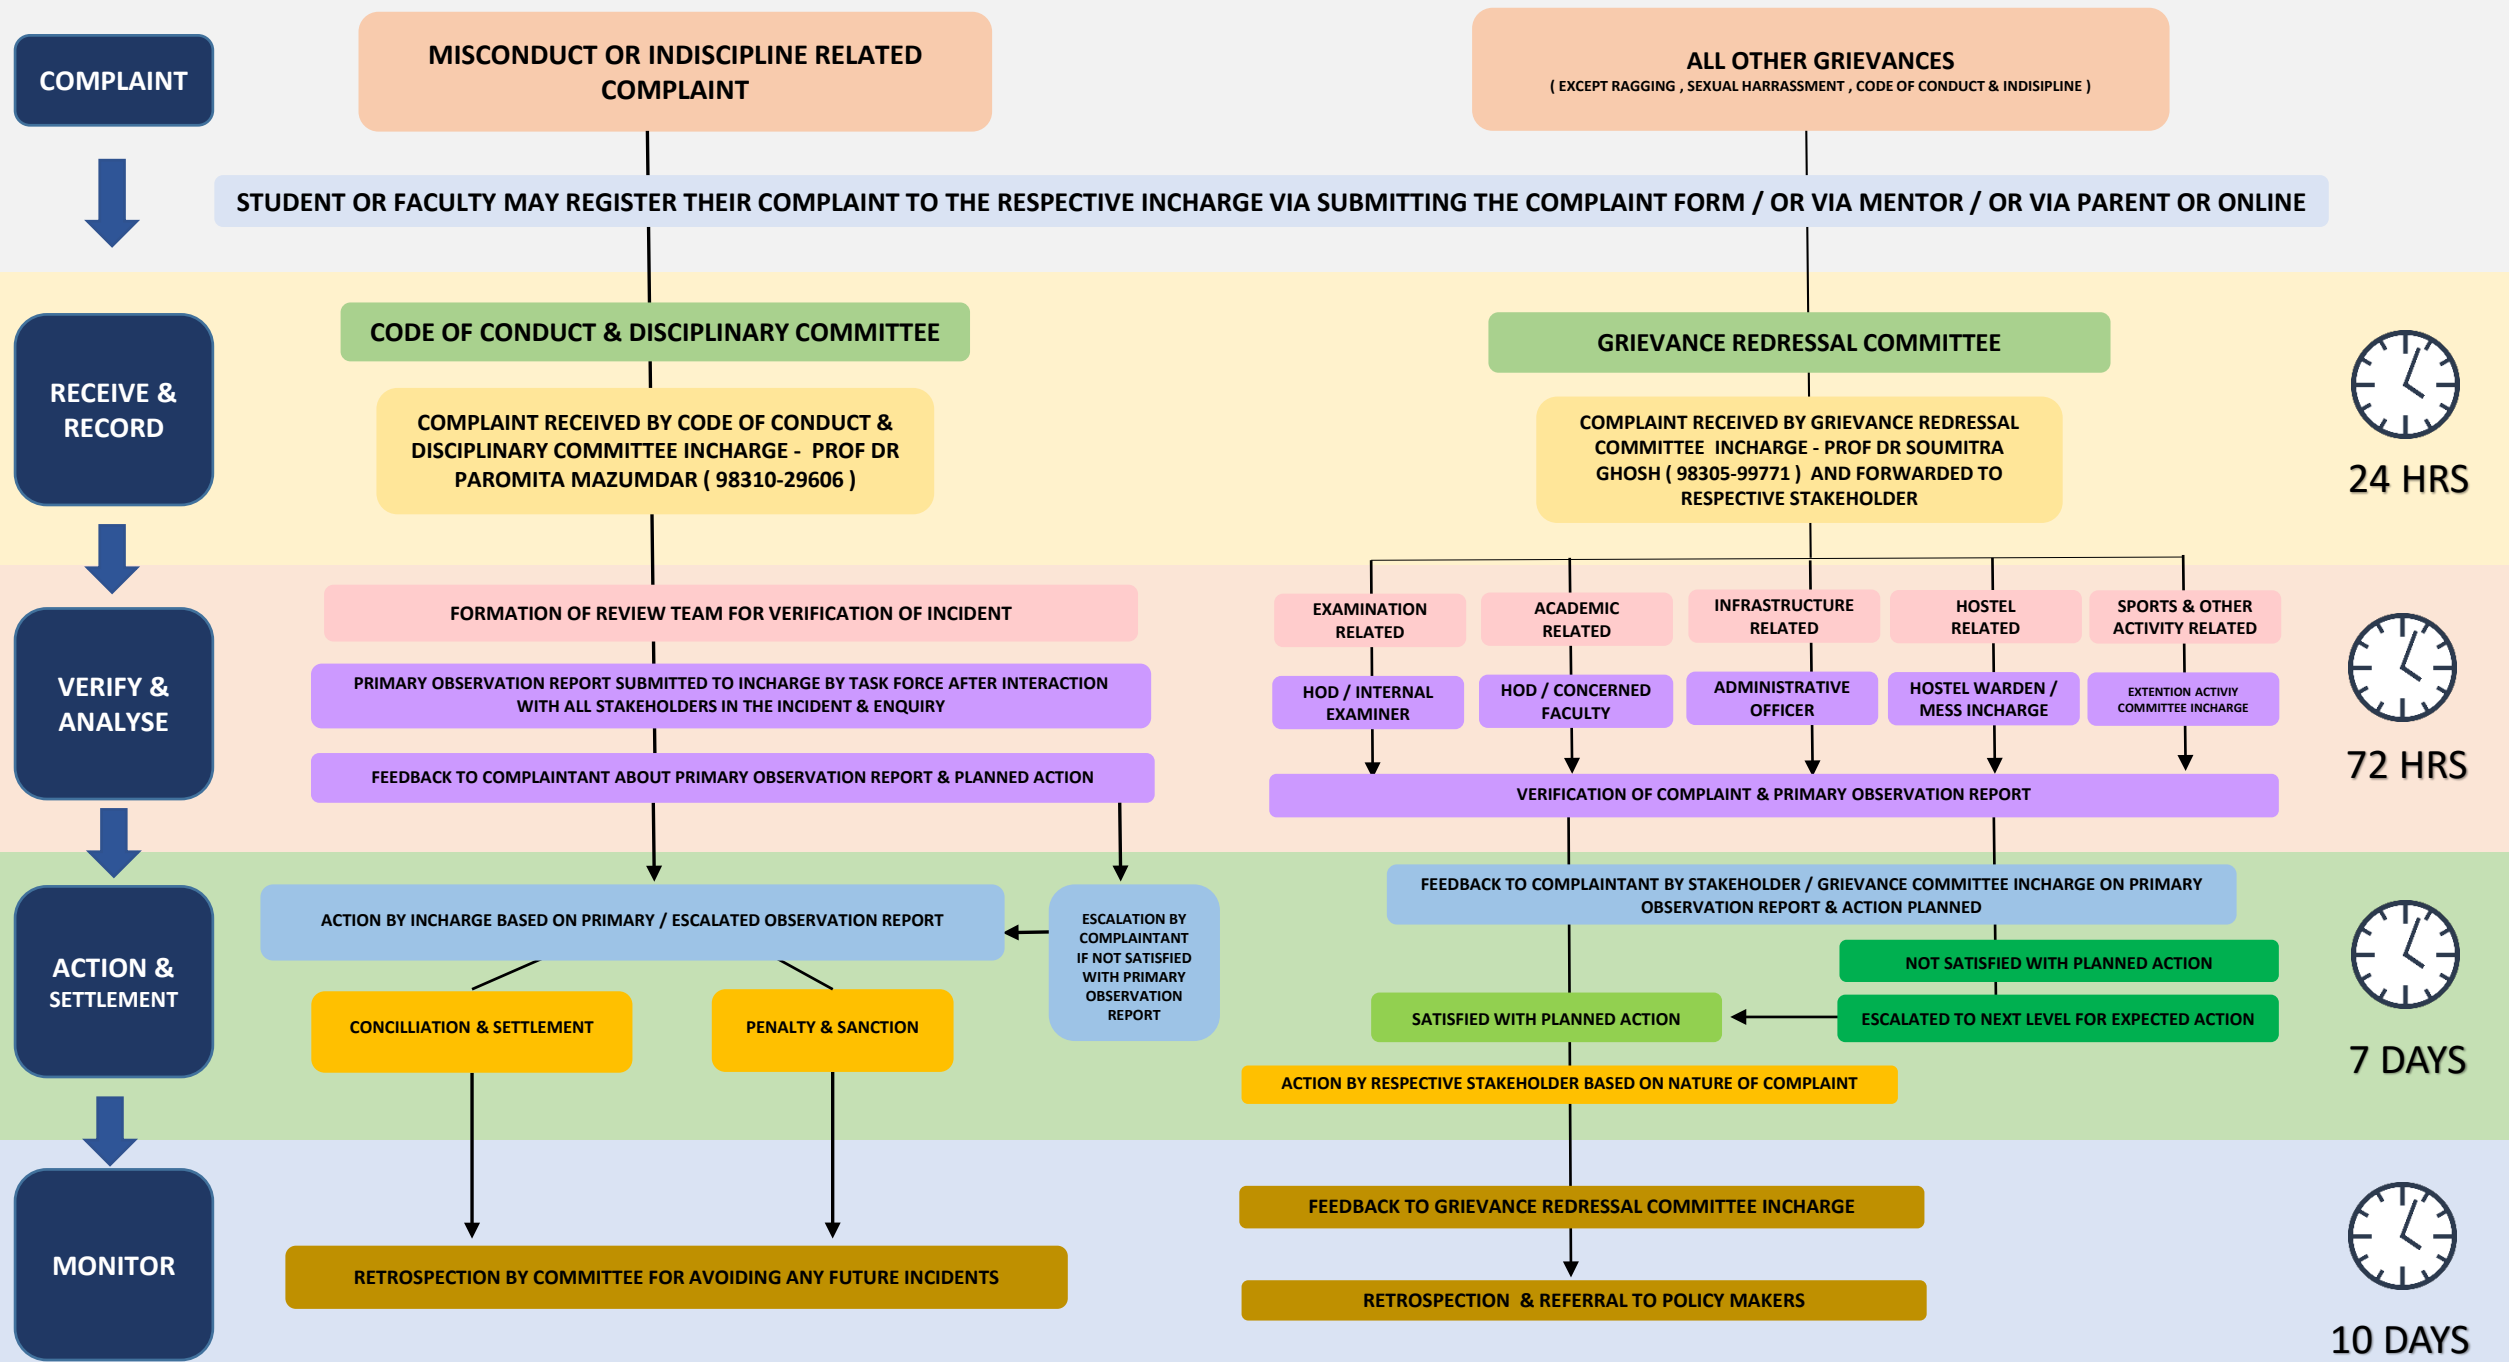 COMPLAINT
MISCONDUCT OR INDISCIPLINE RELATED
COMPLAINT
ALL OTHER GRIEVANCES
( EXCEPT RAGGING , SEXUAL HARRASSMENT , CODE OF CONDUCT & INDISIPLINE )
STUDENT OR FACULTY MAY REGISTER THEIR COMPLAINT TO THE RESPECTIVE INCHARGE VIA SUBMITTING THE COMPLAINT FORM / OR VIA MENTOR / OR VIA PARENT OR ONLINE
RECEIVE &
RECORD
CODE OF CONDUCT & DISCIPLINARY COMMITTEE
COMPLAINT RECEIVED BY CODE OF CONDUCT &
DISCIPLINARY COMMITTEE INCHARGE - PROF DR
PAROMITA MAZUMDAR ( 98310-29606 )
GRIEVANCE REDRESSAL COMMITTEE
COMPLAINT RECEIVED BY GRIEVANCE REDRESSAL
COMMITTEE INCHARGE - PROF DR SOUMITRA
GHOSH ( 98305-99771 ) AND FORWARDED TO
RESPECTIVE STAKEHOLDER
24 HRS
VERIFY &
ANALYSE
FORMATION OF REVIEW TEAM FOR VERIFICATION OF INCIDENT
PRIMARY OBSERVATION REPORT SUBMITTED TO INCHARGE BY TASK FORCE AFTER INTERACTION
WITH ALL STAKEHOLDERS IN THE INCIDENT & ENQUIRY
FEEDBACK TO COMPLAINTANT ABOUT PRIMARY OBSERVATION REPORT & PLANNED ACTION
EXAMINATION
RELATED
ACADEMIC
RELATED
INFRASTRUCTURE
RELATED
HOSTEL
RELATED
SPORTS & OTHER
ACTIVITY RELATED
HOD / INTERNAL
EXAMINER
HOD / CONCERNED
FACULTY
ADMINISTRATIVE
OFFICER
HOSTEL WARDEN /
MESS INCHARGE
EXTENTION ACTIVIY
COMMITTEE INCHARGE
VERIFICATION OF COMPLAINT & PRIMARY OBSERVATION REPORT
72 HRS
ACTION &
SETTLEMENT
ACTION BY INCHARGE BASED ON PRIMARY / ESCALATED OBSERVATION REPORT
ESCALATION BY
COMPLAINTANT
IF NOT SATISFIED
WITH PRIMARY
OBSERVATION
REPORT
CONCILLIATION & SETTLEMENT
PENALTY & SANCTION
FEEDBACK TO COMPLAINTANT BY STAKEHOLDER / GRIEVANCE COMMITTEE INCHARGE ON PRIMARY
OBSERVATION REPORT & ACTION PLANNED
NOT SATISFIED WITH PLANNED ACTION
SATISFIED WITH PLANNED ACTION
ESCALATED TO NEXT LEVEL FOR EXPECTED ACTION
ACTION BY RESPECTIVE STAKEHOLDER BASED ON NATURE OF COMPLAINT
7 DAYS
MONITOR
RETROSPECTION BY COMMITTEE FOR AVOIDING ANY FUTURE INCIDENTS
FEEDBACK TO GRIEVANCE REDRESSAL COMMITTEE INCHARGE
RETROSPECTION & REFERRAL TO POLICY MAKERS
10 DAYS